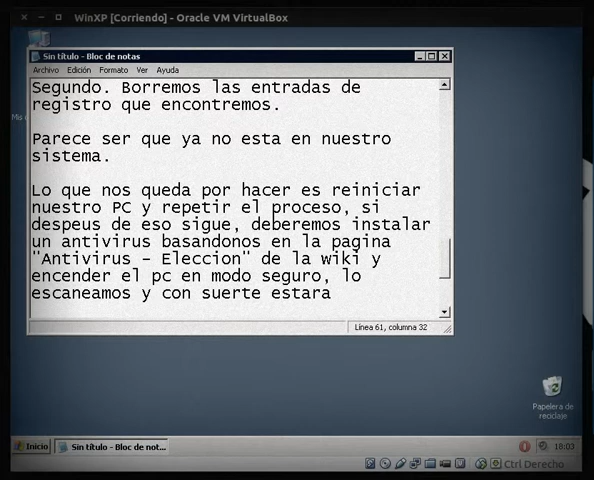 WinXP [Corriendo] - Oracle VM VirtualBox
Sin título - Bloc de notas
Archivo Edición Formato Ver Ayuda
Segundo. Borremos las entradas de
registro que encontremos.
Parece ser que ya no esta en nuestro
sistema.
Lo que nos queda por hacer es reiniciar
nuestro PC y repetir el proceso, si
despeus de eso sigue, deberemos instalar
un antivirus basandonos en la pagina
"Antivirus - Eleccion" de la wiki y
encender el pc en modo seguro, lo
escaneamos y con suerte estara
Línea 61, columna 32
Papelera de
reciclaje
Inicio
Sin título - Bloc de not...
18:03
Ctrl Derecho